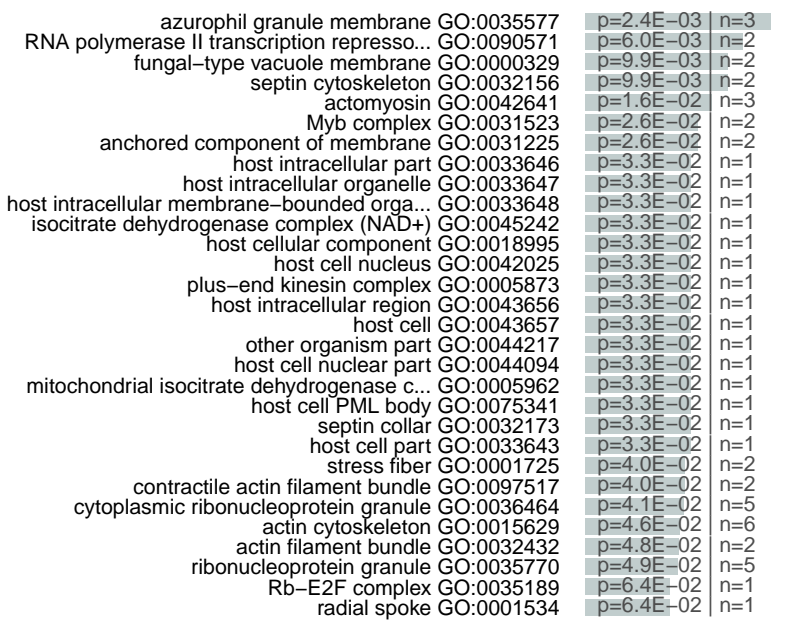 azurophil granule membrane GO:0035577 p=2.4E−03 | n=3
RNA polymerase II transcription represso... GO:0090571 p=6.0E−03 | n=2
fungal−type vacuole membrane GO:0000329 p=9.9E−03 | n=2
septin cytoskeleton GO:0032156 p=9.9E−03 | n=2
actomyosin GO:0042641 p=1.6E−02 | n=3
Myb complex GO:0031523 p=2.6E−02 | n=2
anchored component of membrane GO:0031225 p=2.6E−02 | n=2
host intracellular part GO:0033646 p=3.3E−02 | n=1
host intracellular organelle GO:0033647 p=3.3E−02 | n=1
host intracellular membrane−bounded orga... GO:0033648 p=3.3E−02 | n=1
isocitrate dehydrogenase complex (NAD+) GO:0045242 p=3.3E−02 | n=1
host cellular component GO:0018995 p=3.3E−02 | n=1
host cell nucleus GO:0042025 p=3.3E−02 | n=1
plus−end kinesin complex GO:0005873 p=3.3E−02 | n=1
host intracellular region GO:0043656 p=3.3E−02 | n=1
host cell GO:0043657 p=3.3E−02 | n=1
other organism part GO:0044217 p=3.3E−02 | n=1
host cell nuclear part GO:0044094 p=3.3E−02 | n=1
mitochondrial isocitrate dehydrogenase c... GO:0005962 p=3.3E−02 | n=1
host cell PML body GO:0075341 p=3.3E−02 | n=1
septin collar GO:0032173 p=3.3E−02 | n=1
host cell part GO:0033643 p=3.3E−02 | n=1
stress fiber GO:0001725 p=4.0E−02 | n=2
contractile actin filament bundle GO:0097517 p=4.0E−02 | n=2
cytoplasmic ribonucleoprotein granule GO:0036464 p=4.1E−02 | n=5
actin cytoskeleton GO:0015629 p=4.6E−02 | n=6
actin filament bundle GO:0032432 p=4.8E−02 | n=2
ribonucleoprotein granule GO:0035770 p=4.9E−02 | n=5
Rb−E2F complex GO:0035189 p=6.4E−02 | n=1
radial spoke GO:0001534 p=6.4E−02 | n=1